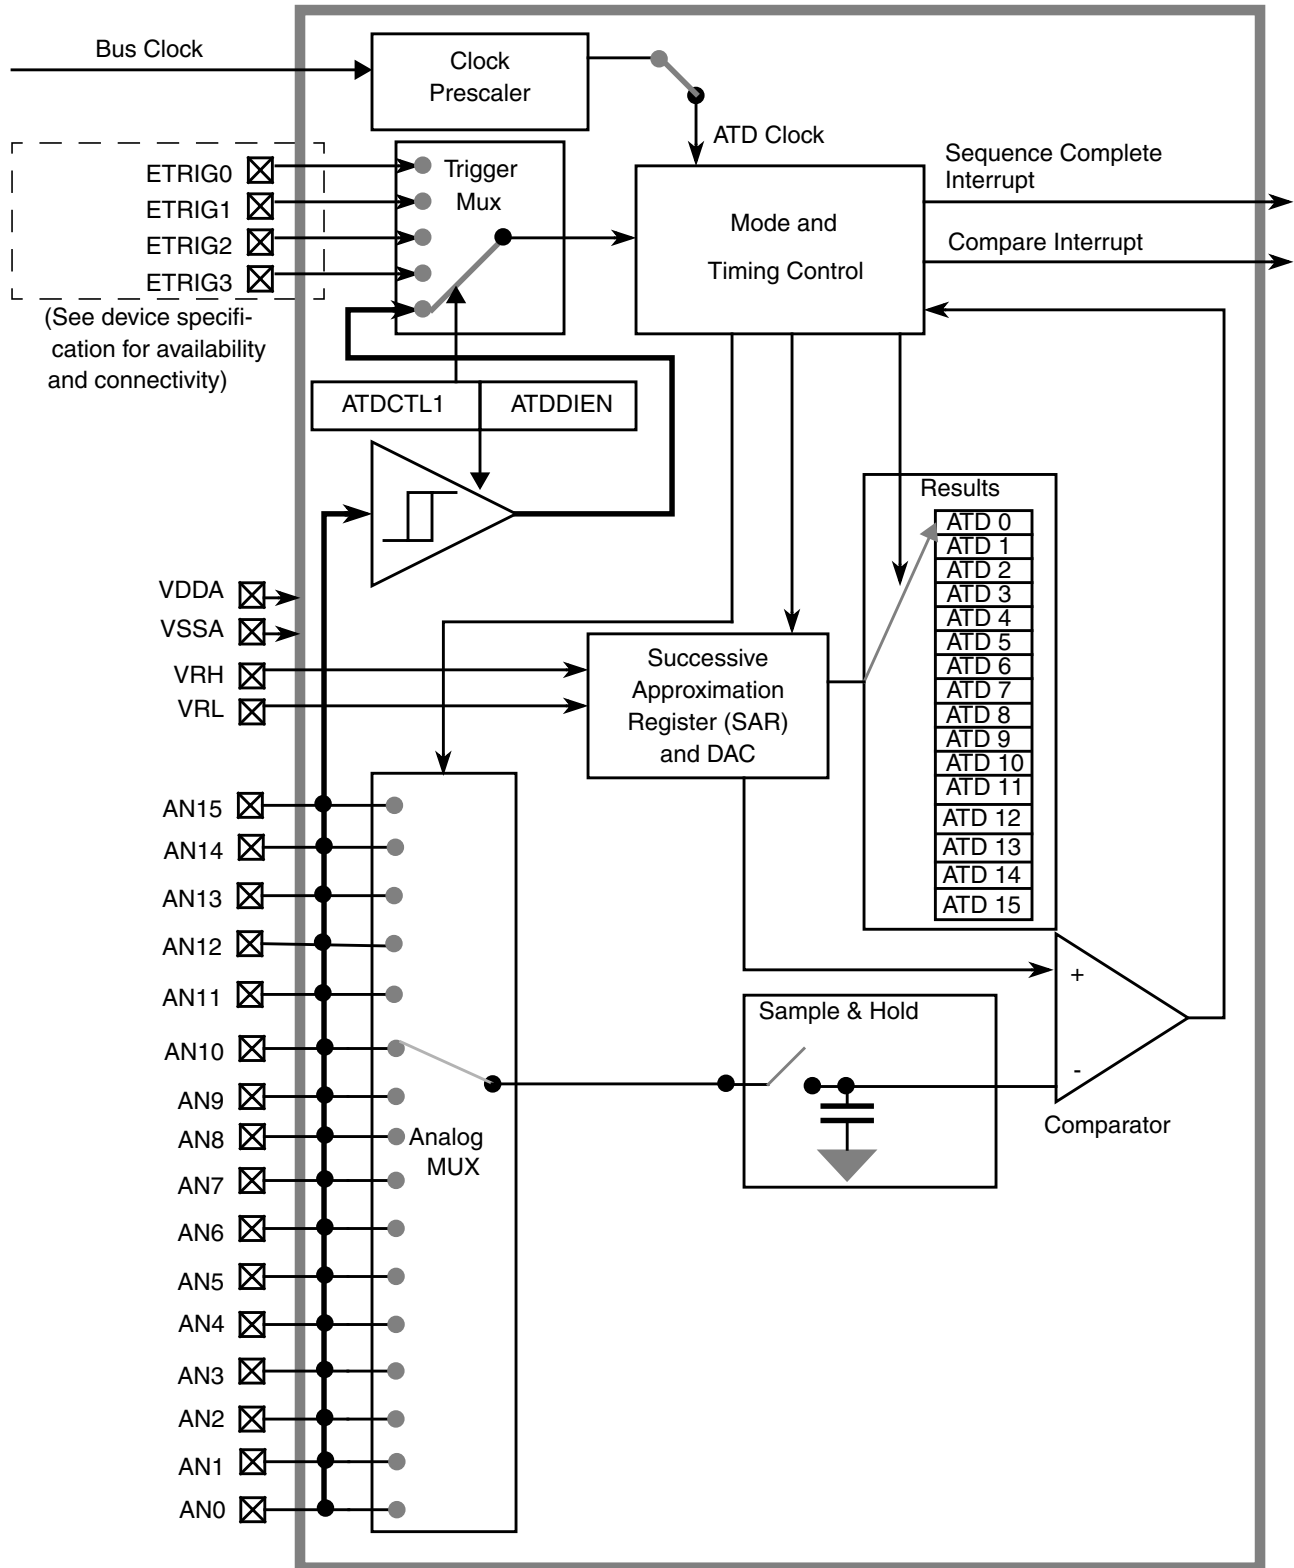 Bus Clock
Clock
Prescaler
ATD Clock
ETRIG0
ETRIG1
ETRIG2
ETRIG3
(See device specifi-
cation for availability
and connectivity)
Trigger
Mux
Mode and
Timing Control
Sequence Complete
Interrupt
Compare Interrupt
ATDCTL1
ATDDIEN
Results
ATD 0
ATD 1
ATD 2
ATD 3
ATD 4
ATD 5
ATD 6
ATD 7
ATD 8
ATD 9
ATD 10
ATD 11
ATD 12
ATD 13
ATD 14
ATD 15
VDDA
VSSA
VRH
VRL
Successive
Approximation
Register (SAR)
and DAC
AN15
AN14
AN13
AN12
AN11
AN10
AN9
AN8
AN7
AN6
AN5
AN4
AN3
AN2
AN1
AN0
Analog
MUX
Sample & Hold
+
-
Comparator